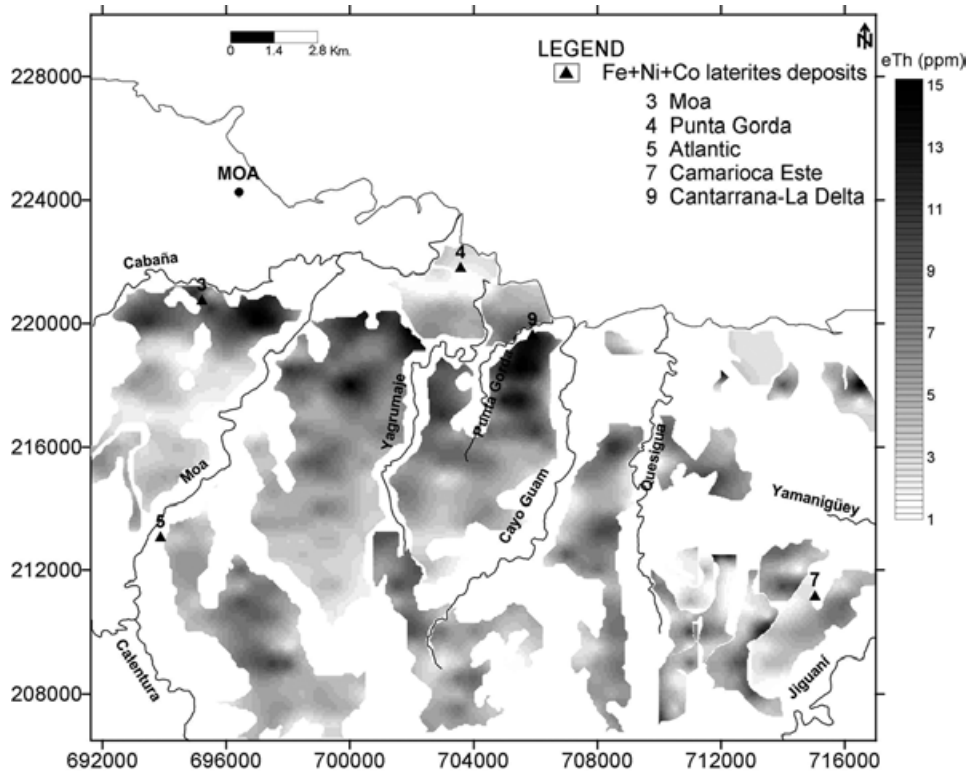 N
0 1.4 2.8 Km.
LEGEND
Fe+Ni+Co laterites deposits
3 Moa
4 Punta Gorda
5 Atlantic
7 Camarioca Este
9 Cantarrana-La Delta
eTh (ppm)
15
13
11
9
7
5
3
1
228000
224000
220000
216000
212000
208000
MOA
Cabaña
3
4
9
Yagrumaje
Punta Gorda
Moa
Cayo Guam
Quesigua
Yamanigüey
5
7
Calentura
Jiguaní
692000 696000 700000 704000 708000 712000 716000